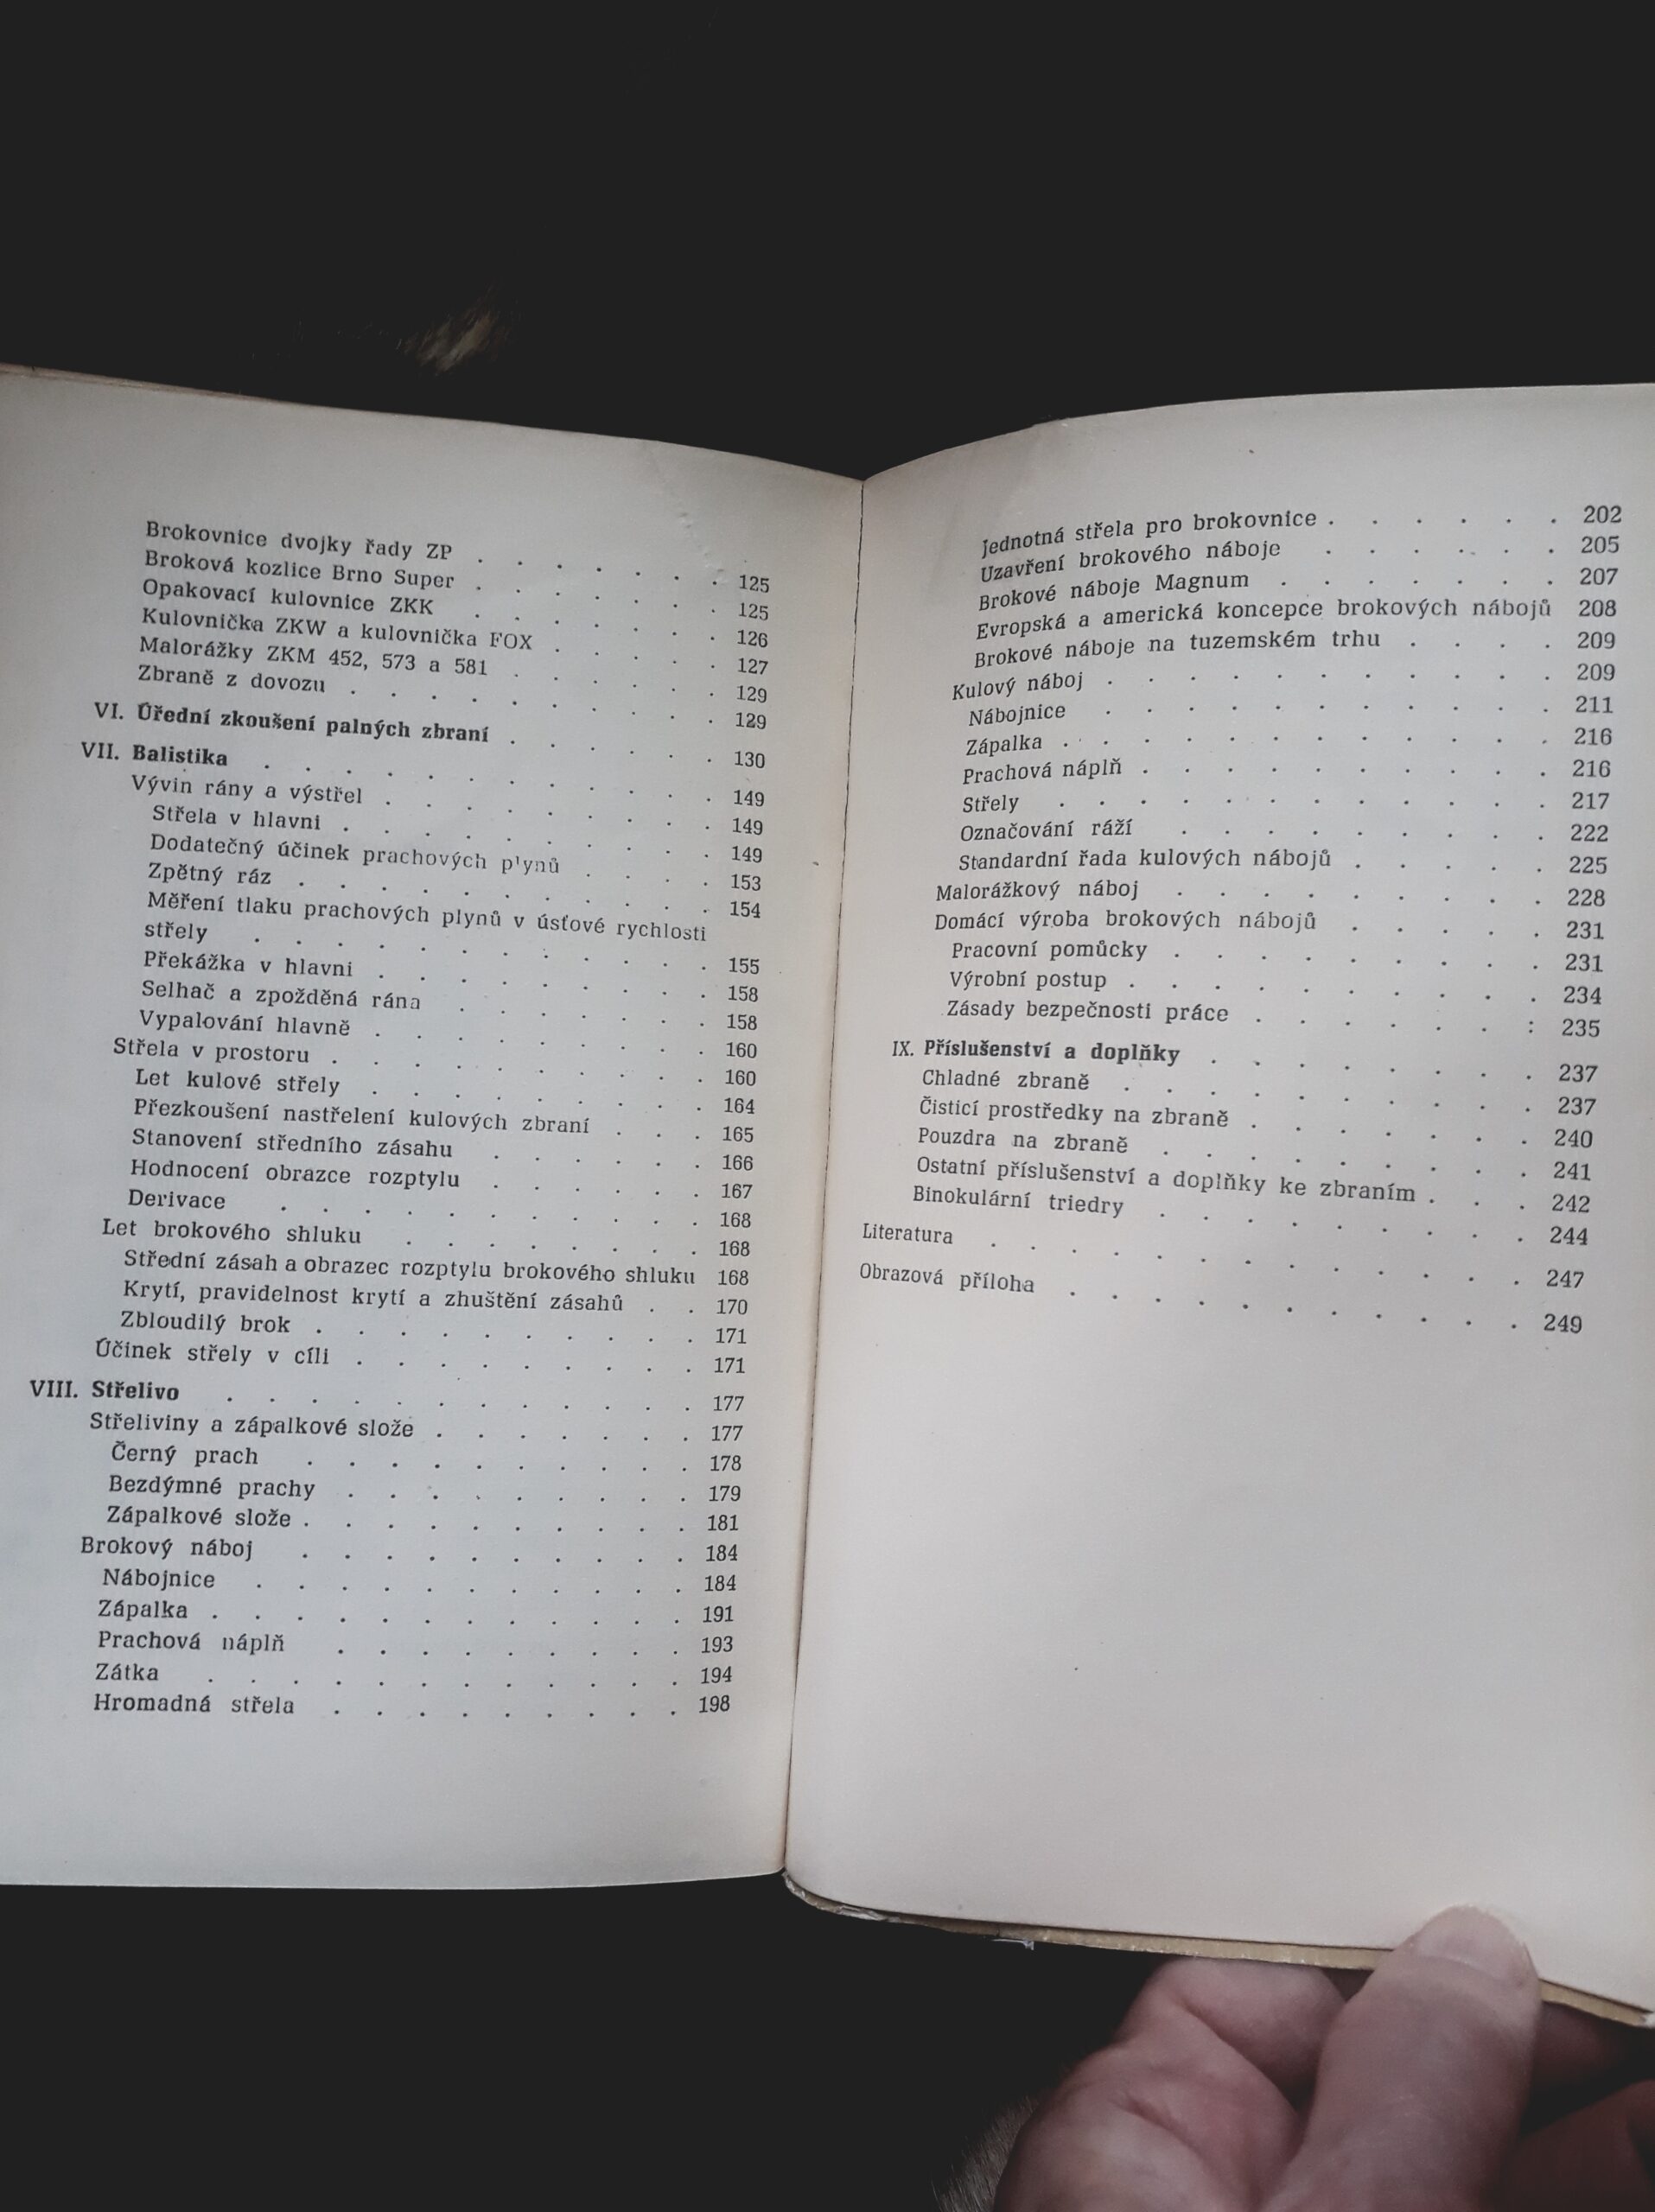 Brokovnice dvojky řady ZP . . . . . . . 125
Broková kozlice Brno Super . . . . . . . 125
Opakovací kulovnice ZKK . . . . . . . 126
Kulovnička ZKW a kulovnička FOX . . . . . 127
Malorážky ZKM 452, 573 a 581 . . . . . . 129
Zbraně z dovozu . . . . . . . . . . 129
VI. Úřední zkoušení palných zbraní . . . . . . 130
VII. Balistika . . . . . . . . . . . . 149
Vývin rány a výstřel . . . . . . . . . 149
Střela v hlavni . . . . . . . . . . 149
Dodatečný účinek prachových plynů . . . . 153
Zpětný ráz . . . . . . . . . . . 154
Měření tlaku prachových plynů v úsťové rychlosti
střely . . . . . . . . . . . . 155
Překážka v hlavni . . . . . . . . . 158
Selhač a zpožděná rána . . . . . . . 158
Vypalování hlavně . . . . . . . . . 160
Střela v prostoru . . . . . . . . . . 160
Let kulové střely . . . . . . . . . 164
Přezkoušení nastřelení kulových zbraní . . . 165
Stanovení středního zásahu . . . . . . 166
Hodnocení obrazce rozptylu . . . . . . 167
Derivace . . . . . . . . . . . 168
Let brokového shluku . . . . . . . . 168
Střední zásah a obrazec rozptylu brokového shluku 168
Krytí, pravidelnost krytí a zhuštění zásahů . . 170
Zbloudilý brok . . . . . . . . . . 171
Účinek střely v cíli . . . . . . . . . 171
VIII. Střelivo . . . . . . . . . . . . 177
Střeliviny a zápalkové slože . . . . . . . 177
Černý prach . . . . . . . . . . 178
Bezdýmné prachy . . . . . . . . . 179
Zápalkové slože . . . . . . . . . . 181
Brokový náboj . . . . . . . . . . 184
Nábojnice . . . . . . . . . . . 184
Zápalka . . . . . . . . . . . . 191
Prachová náplň . . . . . . . . . 193
Zátka . . . . . . . . . . . . 194
Hromadná střela . . . . . . . . . 198
Jednotná střela pro brokovnice . . . . . . 202
Uzavření brokového náboje . . . . . . 205
Brokové náboje Magnum . . . . . . . 207
Evropská a americká koncepce brokových nábojů 208
Brokové náboje na tuzemském trhu . . . . 209
Kulový náboj . . . . . . . . . . . 209
Nábojnice . . . . . . . . . . . 211
Zápalka . . . . . . . . . . . . 216
Prachová náplň . . . . . . . . . . 216
Střely . . . . . . . . . . . . 217
Označování ráží . . . . . . . . . 222
Standardní řada kulových nábojů . . . . . 225
Malorážkový náboj . . . . . . . . . 228
Domácí výroba brokových nábojů . . . . . 231
Pracovní pomůcky . . . . . . . . . 231
Výrobní postup . . . . . . . . . . 234
Zásady bezpečnosti práce . . . . . . : 235
IX. Příslušenství a doplňky . . . . . . . . 237
Chladné zbraně . . . . . . . . . . 237
Čisticí prostředky na zbraně . . . . . . . 240
Pouzdra na zbraně . . . . . . . . . 241
Ostatní příslušenství a doplňky ke zbraním . . . 242
Binokulární triedry . . . . . . . . . 244
Literatura . . . . . . . . . . . . . 247
Obrazová příloha . . . . . . . . . . . 249